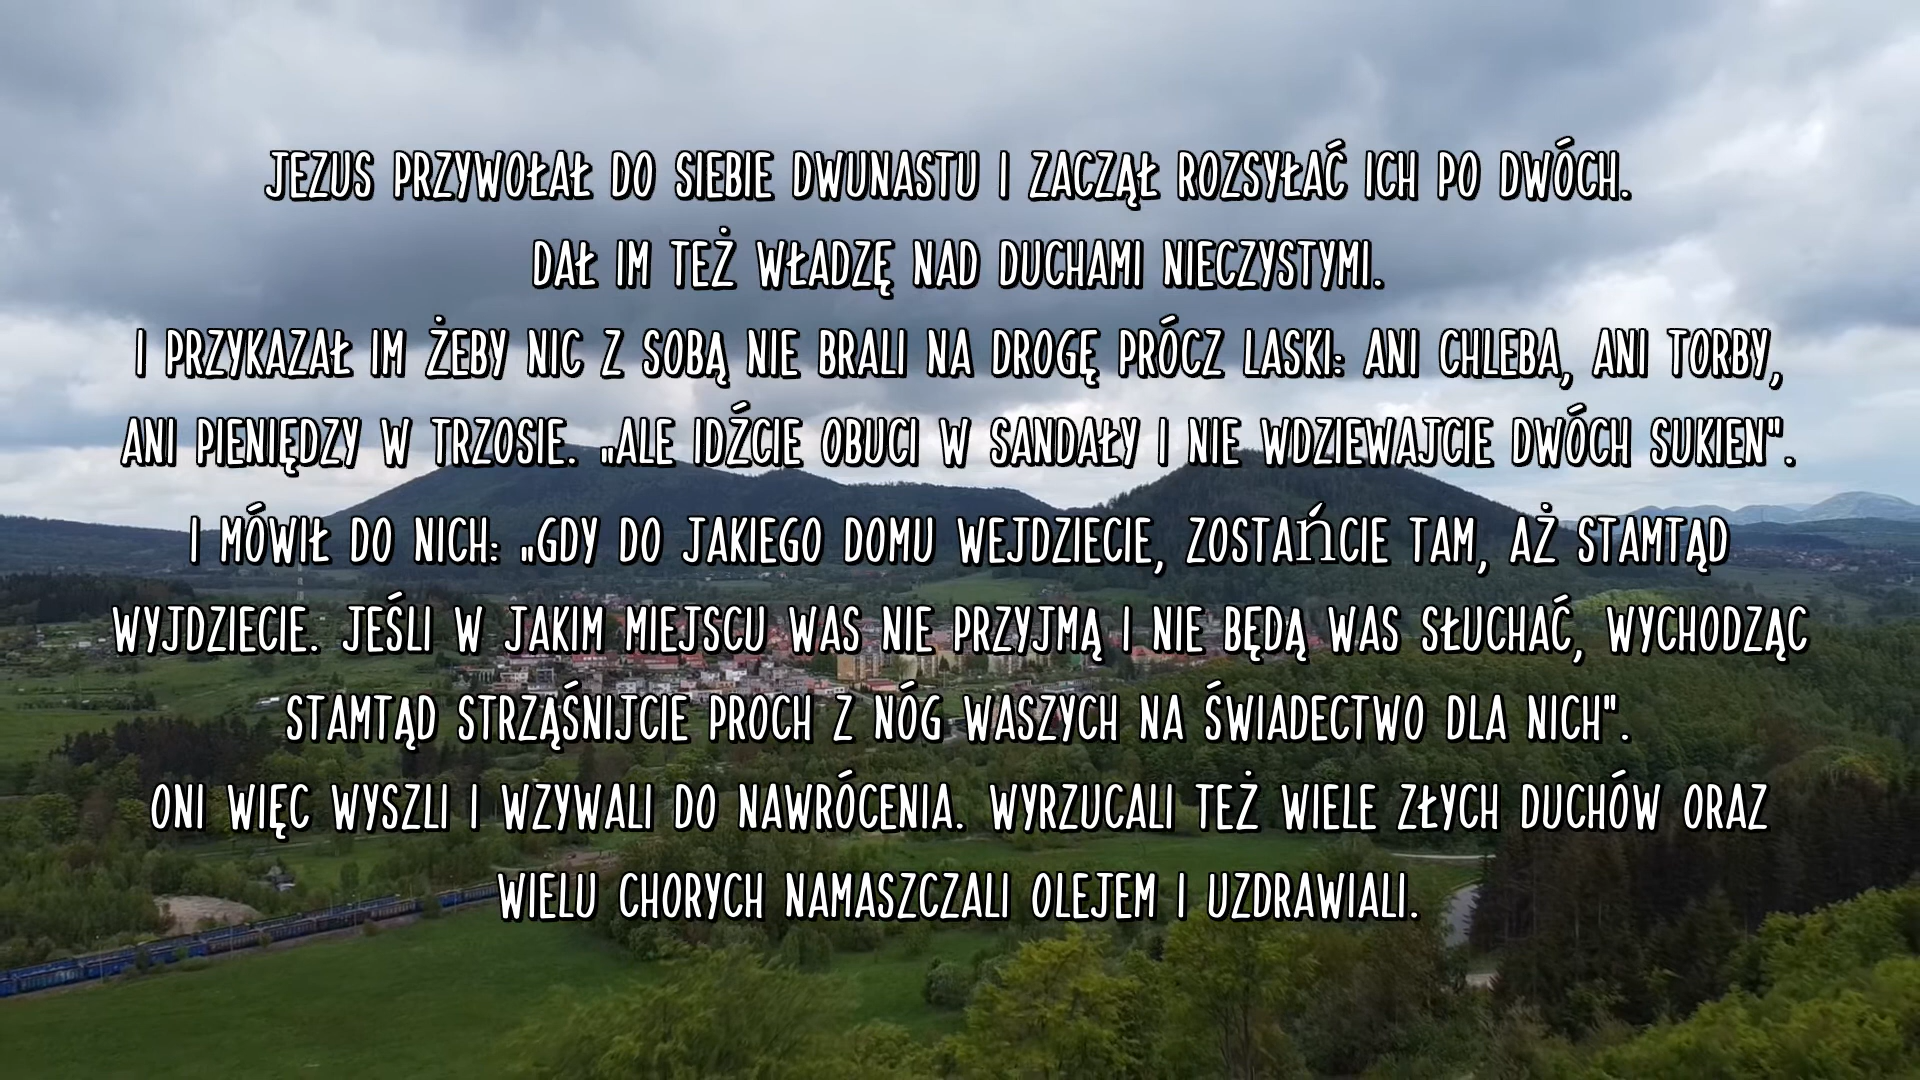 JEZUS PRZYWOŁAŁ DO SIEBIE DWUNASTU I ZACZĄŁ ROZSYŁAĆ ICH PO DWÓCH.
DAŁ IM TEŻ WŁADZĘ NAD DUCHAMI NIECZYSTYMI.
I PRZYKAZAŁ IM ŻEBY NIC Z SOBĄ NIE BRALI NA DROGĘ PRÓCZ LASKI: ANI CHLEBA, ANI TORBY,
ANI PIENIĘDZY W TRZOSIE. „ALE IDŹCIE OBUCI W SANDAŁY I NIE WDZIEWAJCIE DWÓCH SUKIEN".
I MÓWIŁ DO NICH: „GDY DO JAKIEGO DOMU WEJDZIECIE, ZOSTAńCIE TAM, AŻ STAMTĄD
WYJDZIECIE. JEŚLI W JAKIM MIEJSCU WAS NIE PRZYJMĄ I NIE BĘDĄ WAS SŁUCHAĆ, WYCHODZĄC
STAMTĄD STRZĄŚNIJCIE PROCH Z NÓG WASZYCH NA ŚWIADECTWO DLA NICH".
ONI WIĘC WYSZLI I WZYWALI DO NAWRÓCENIA. WYRZUCALI TEŻ WIELE ZŁYCH DUCHÓW ORAZ
WIELU CHORYCH NAMASZCZALI OLEJEM I UZDRAWIALI.